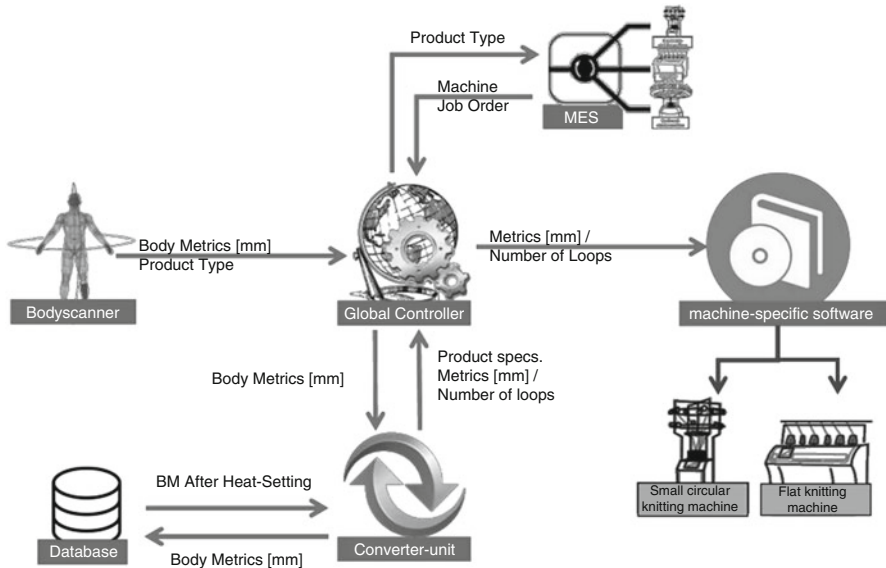 Product Type
Machine
Job Order
MES
Body Metrics [mm]
Product Type
Metrics [mm] /
Number of Loops
Bodyscanner
Global Controller
machine-specific software
Body Metrics [mm]
Product specs.
Metrics [mm] /
Number of loops
BM After Heat-Setting
Small circular
knitting machine
Flat knitting
machine
Database
Body Metrics [mm]
Converter-unit